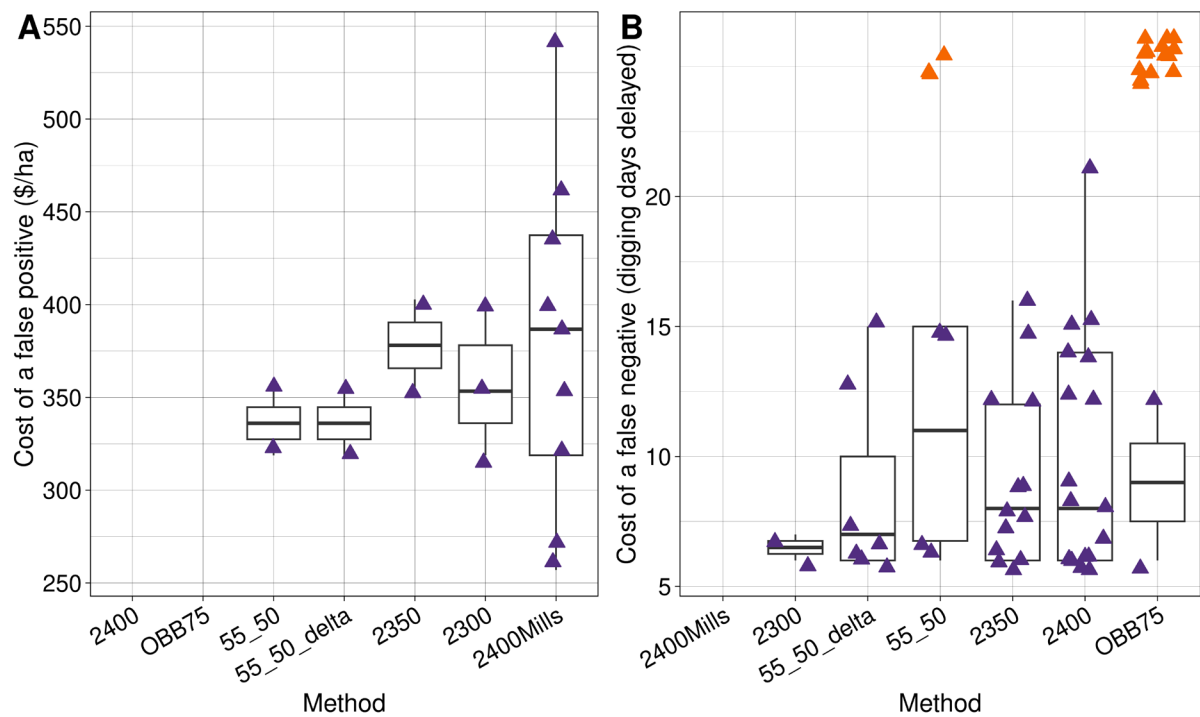 A
Cost of a false positive ($/ha)
550
500
450
400
350
300
250
2400
OBB75
55_50
55_50_delta
2350
2300
2400Mills
Method
B
Cost of a false negative (digging days delayed)
20
15
10
5
2400Mills
2300
55_50_delta
55_50
2350
2400
OBB75
Method